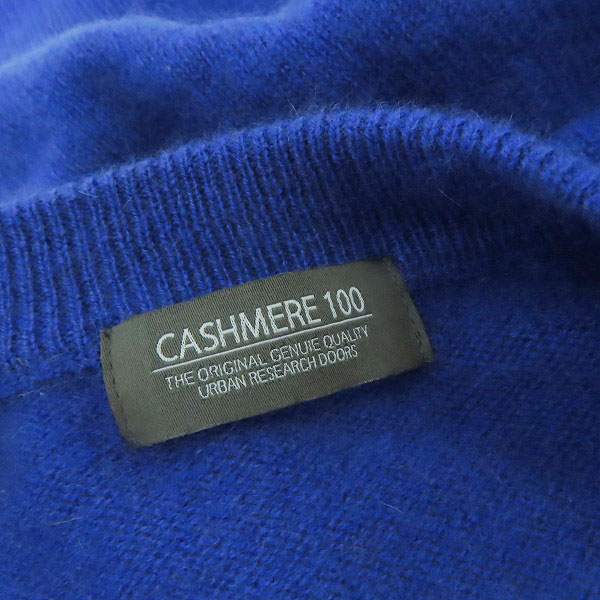 CASHMERE 100
THE ORIGINAL GENUIE QUALITY
URBAN RESEARCH DOORS